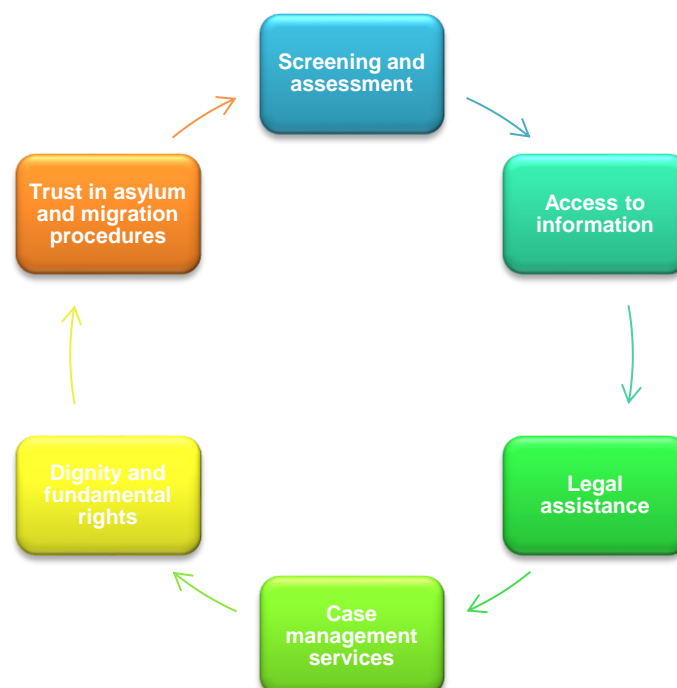 Screening and
assessment
Access to
information
Legal
assistance
Case
management
services
Dignity and
fundamental
rights
Trust in asylum
and migration
procedures